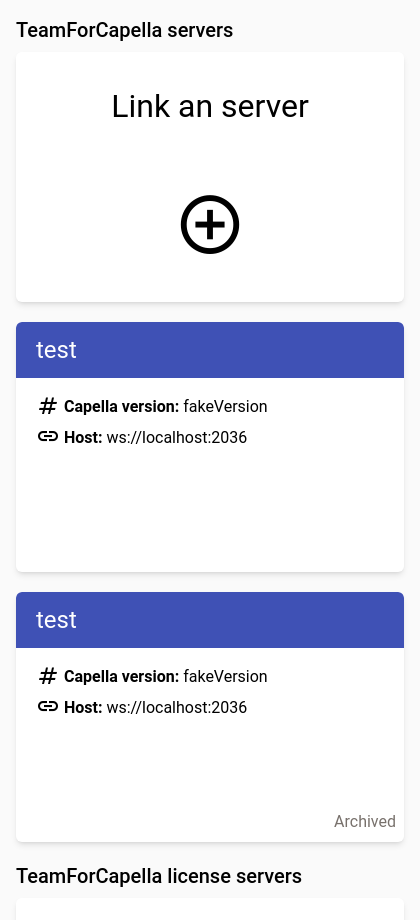 TeamForCapella servers
Link an server
test
Capella version: fakeVersion
Host: ws://localhost:2036
test
Capella version: fakeVersion
Host: ws://localhost:2036
Archived
TeamForCapella license servers